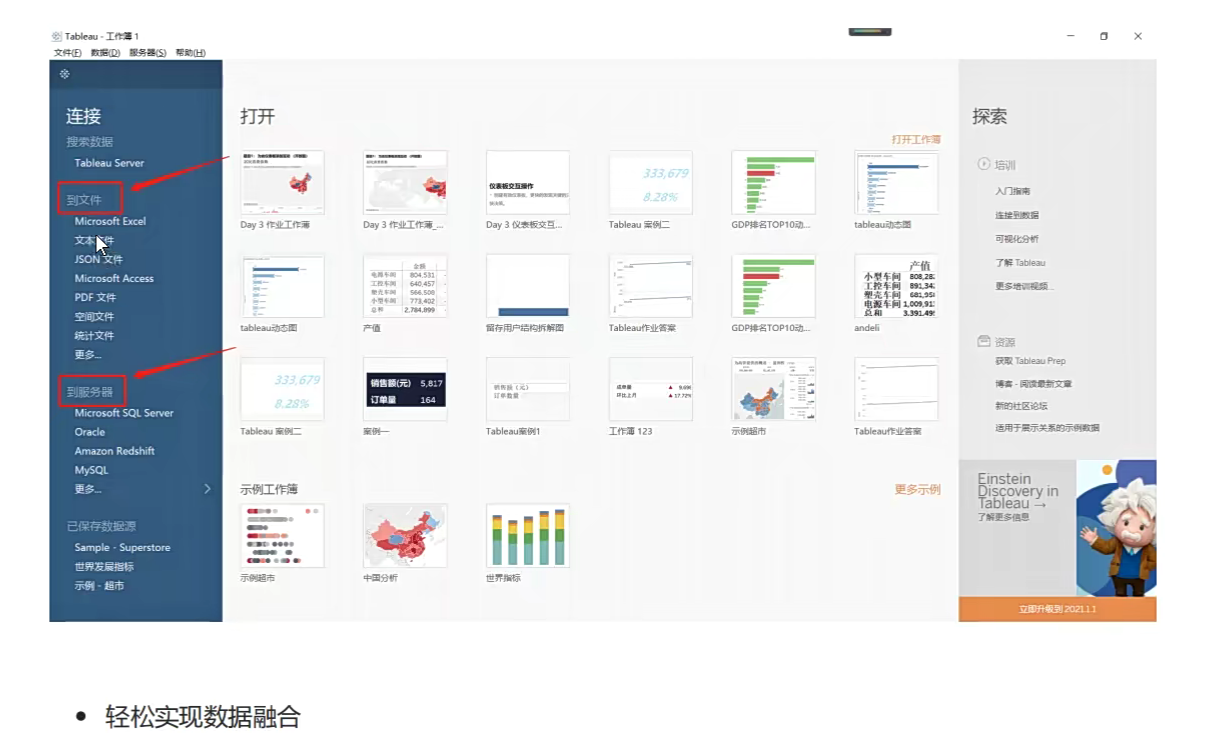 Tableau - 工作簿 1
文件(F) 数据(D) 服务器(S) 帮助(H)
连接
搜索数据
Tableau Server
到文件
Microsoft Excel
文本文件
JSON 文件
Microsoft Access
PDF 文件
空间文件
统计文件
更多...
到服务器
Microsoft SQL Server
Oracle
Amazon Redshift
MySQL
更多...
已保存数据源
Sample - Superstore
世界发展指标
示例 - 超市
打开
打开工作簿
仪表板交互操作
333,679
8.28%
Day 3 作业工作簿
Day 3 作业工作簿_...
Day 3 仪表板交互...
Tableau 案例二
GDP排名TOP10动...
tableau动态图
金额
电源车间 804,531
工控车间 640,457
塑壳车间 566,508
小型车间 773,402
总和 2,784,899
产值
小型车间 908,28
工控车间 891,34
塑壳车间 681,95
电源车间 1,009,91
总和 3,391,49
tableau动态图
产值
留存用户结构拆解图
Tableau作业答案
GDP排名TOP10动...
andeli
333,679
8.28%
销售额(元) 5,817
订单量 164
销售额（元）
订单数量
成单量 ▲ 9,696
环比上月 ▲ 17.72%
Tableau 案例二
案例一
Tableau案例1
工作簿 123
示例超市
Tableau作业答案
示例工作簿
更多示例
示例超市
中国分析
世界指标
探索
培训
入门指南
连接到数据
可视化分析
了解 Tableau
更多培训视频...
资源
获取 Tableau Prep
博客 - 阅读最新文章
新的社区论坛
适用于展示关系的示例数据
Einstein
Discovery in
Tableau →
了解更多信息
立即升级到 2021.1.1
• 轻松实现数据融合